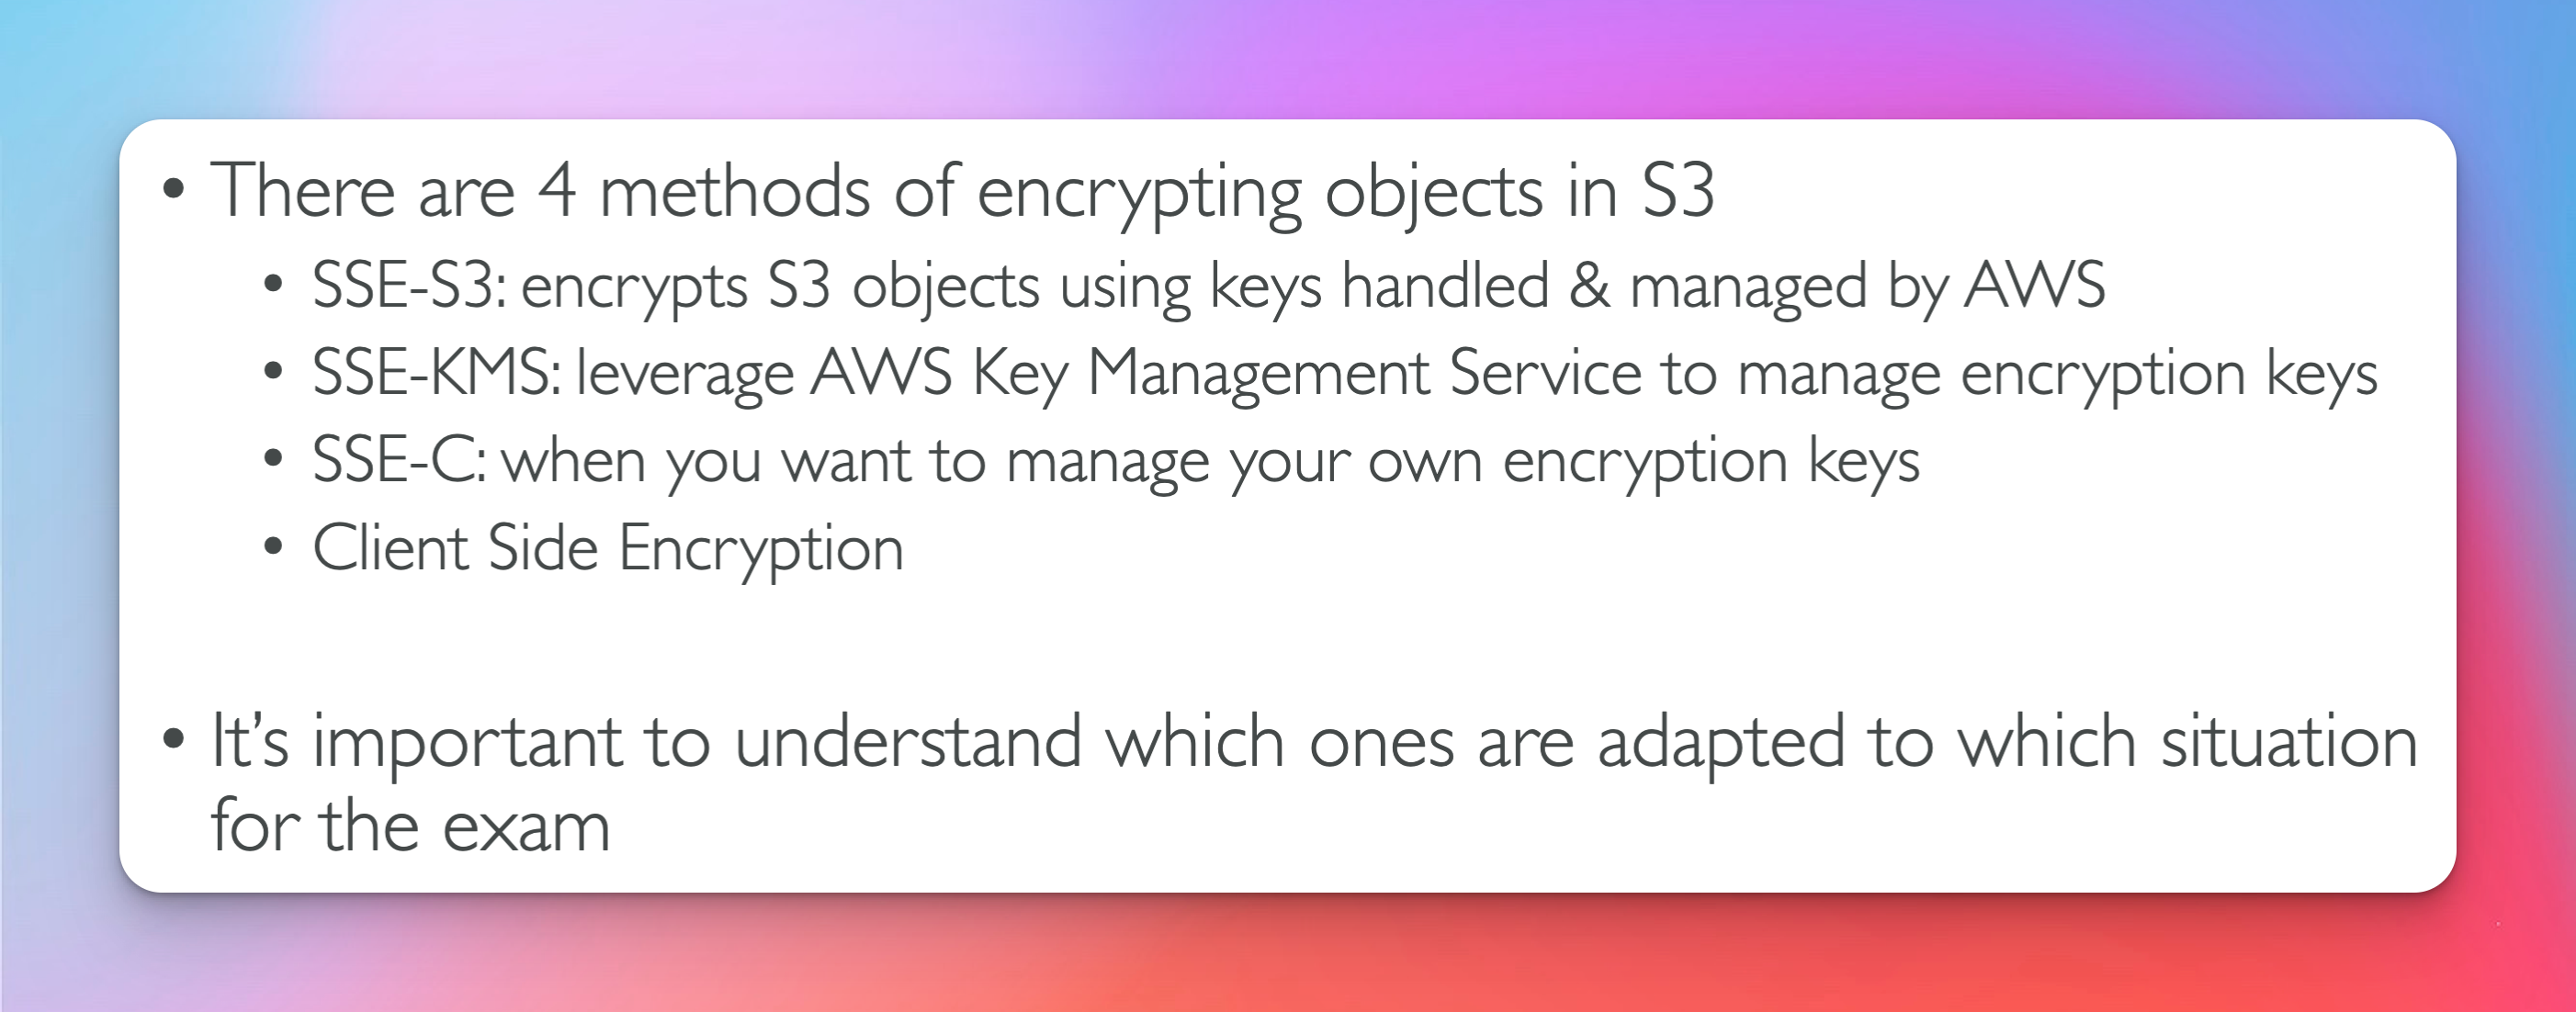 • There are 4 methods of encrypting objects in S3
• SSE-S3: encrypts S3 objects using keys handled & managed by AWS
• SSE-KMS: leverage AWS Key Management Service to manage encryption keys
• SSE-C: when you want to manage your own encryption keys
• Client Side Encryption
• It’s important to understand which ones are adapted to which situation
for the exam